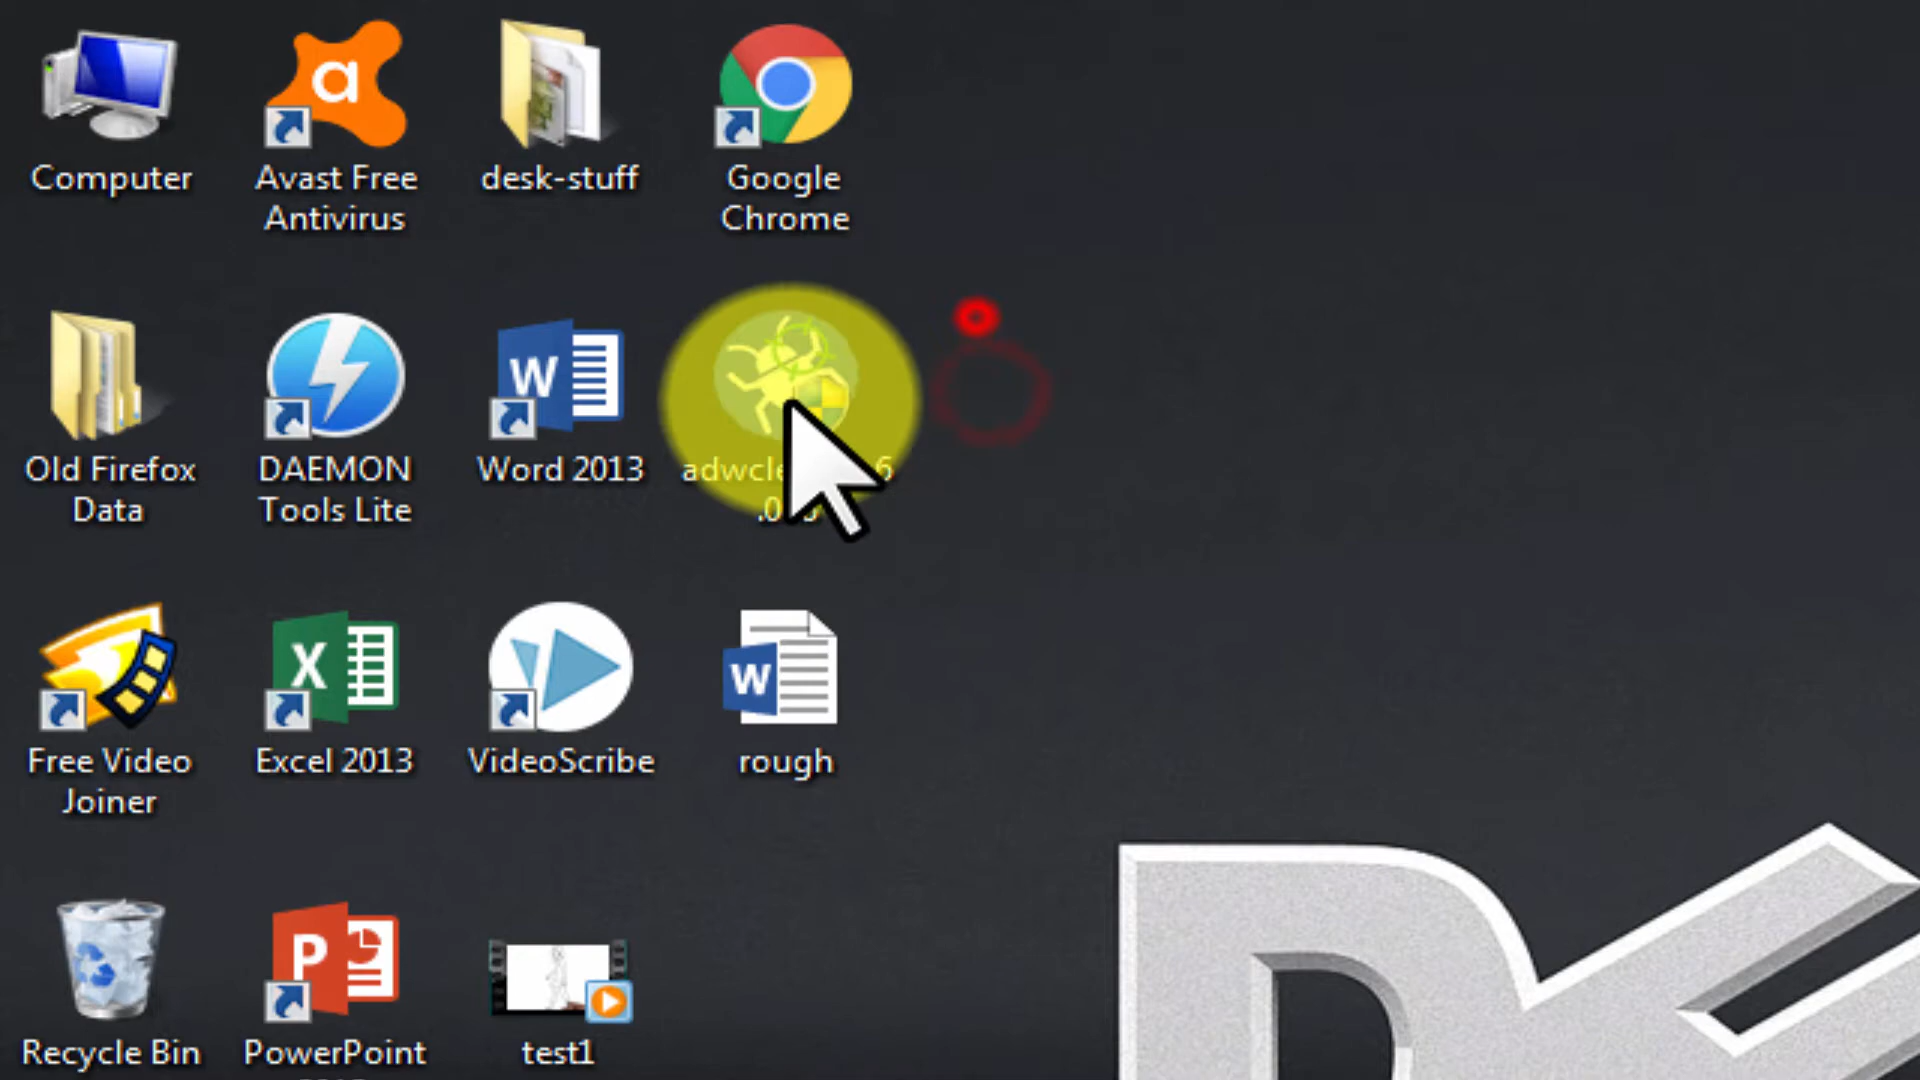 Computer
Avast Free
Antivirus
desk-stuff
Google
Chrome
Old Firefox
Data
DAEMON
Tools Lite
Word 2013
Free Video
Joiner
Excel 2013
VideoScribe
rough
Recycle Bin
PowerPoint
test1